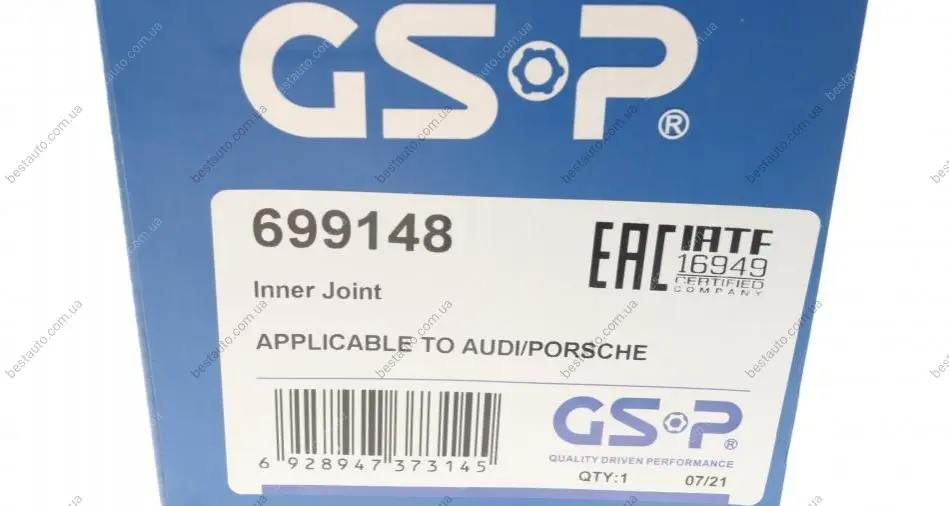 GSP®
699148
EAC
IATF
16949
CERTIFIED
COMPANY
Inner Joint
APPLICABLE TO AUDI/PORSCHE
6 928947 373145
GSP®
QUALITY DRIVEN PERFORMANCE
QTY:1 07/21
bestauto.com.ua